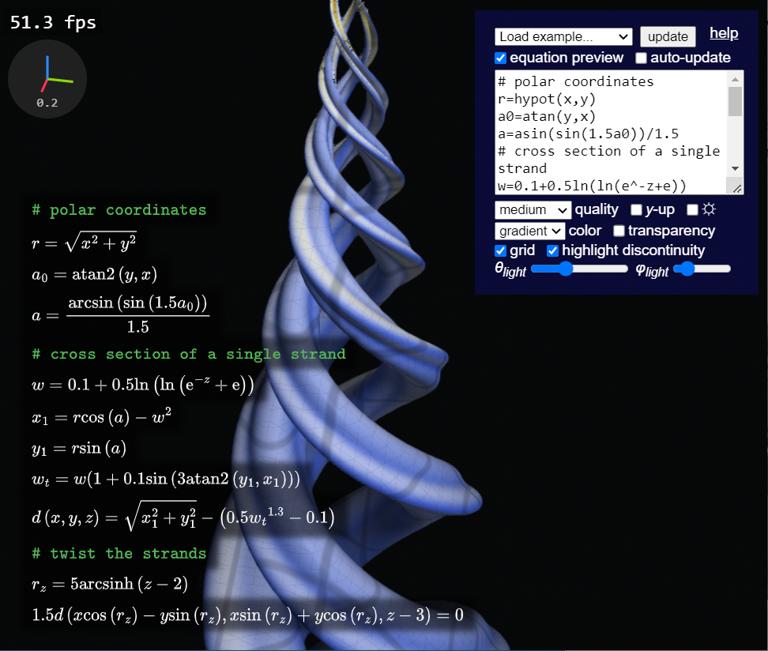 51.3 fps
0.2
Load example...
update
help
equation preview
auto-update
# polar coordinates
r=hypot(x,y)
a0=atan(y,x)
a=asin(sin(1.5a0))/1.5
# cross section of a single
strand
w=0.1+0.5ln(ln(e^-z+e))
medium
quality
y-up
gradient
color
transparency
grid
highlight discontinuity
θ_light
φ_light
# polar coordinates
r = √(x² + y²)
a₀ = atan2 (y, x)
a = arcsin (sin (1.5a₀)) / 1.5
# cross section of a single strand
w = 0.1 + 0.5ln (ln (e⁻ᶻ + e))
x₁ = rcos (a) − w²
y₁ = rsin (a)
wₜ = w(1 + 0.1sin (3atan2 (y₁, x₁)))
d (x, y, z) = √(x₁² + y₁²) − (0.5wₜ^1.3 − 0.1)
# twist the strands
r_z = 5arcsinh (z − 2)
1.5d (xcos (r_z) − ysin (r_z), xsin (r_z) + ycos (r_z), z − 3) = 0